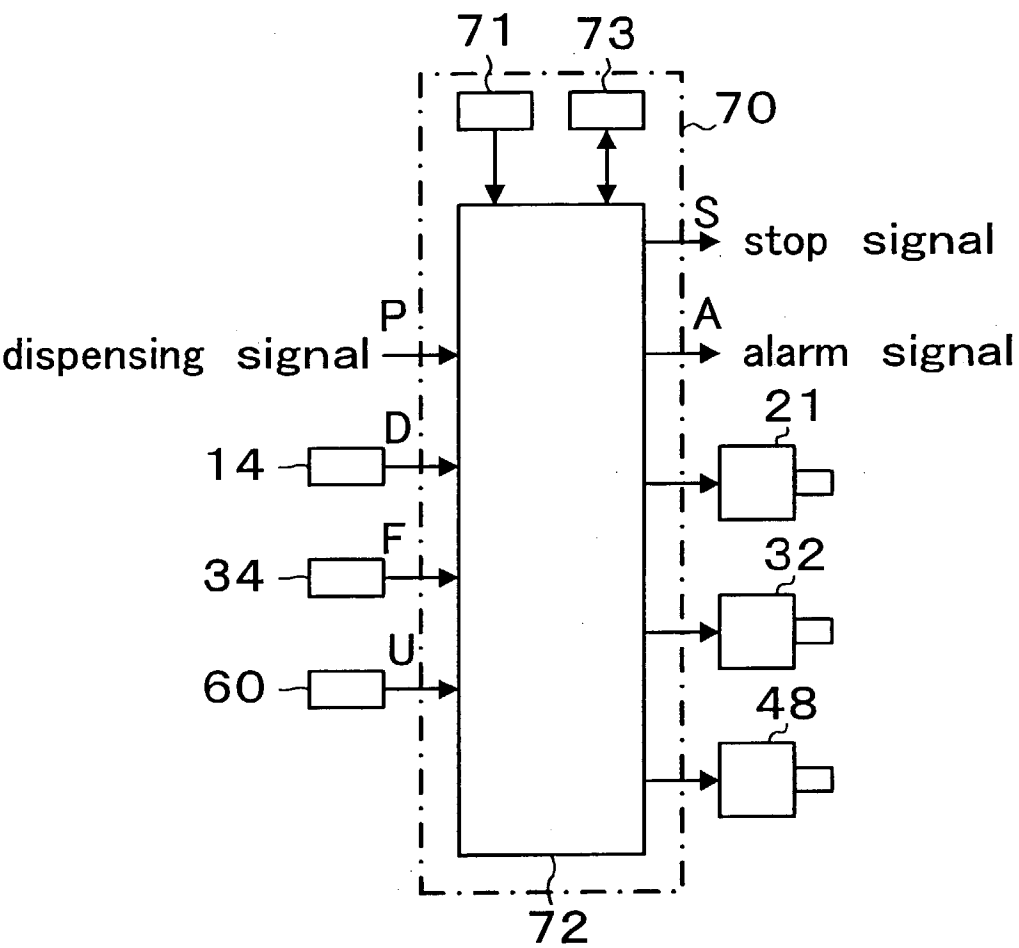 71
73
70
S
stop signal
P
A
dispensing signal
alarm signal
D
21
14
F
32
34
U
60
48
72